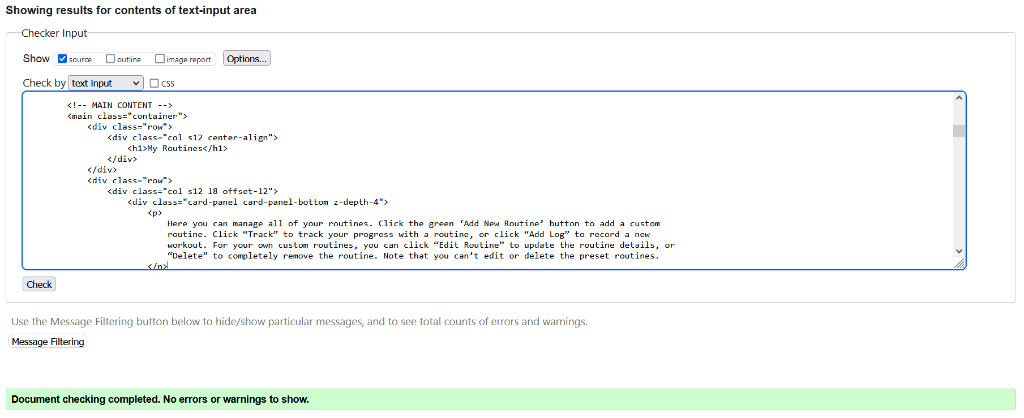 Showing results for contents of text-input area
Checker Input
Show source outline image report Options...
Check by text input css
<!-- MAIN CONTENT -->
<main class="container">
<div class="row">
<div class="col s12 center-align">
<h1>My Routines</h1>
</div>
</div>
<div class="row">
<div class="col s12 l8 offset-l2">
<div class="card-panel card-panel-bottom z-depth-4">
<p>
Here you can manage all of your routines. Click the green ‘Add New Routine’ button to add a custom
routine. Click “Track” to track your progress with a routine, or click “Add Log” to record a new
workout. For your own custom routines, you can click “Edit Routine” to update the routine details, or
“Delete” to completely remove the routine. Note that you can’t edit or delete the preset routines.
</p>
Check
Use the Message Filtering button below to hide/show particular messages, and to see total counts of errors and warnings.
Message Filtering
Document checking completed. No errors or warnings to show.